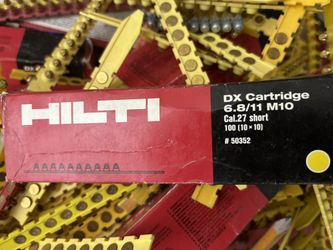 HILTI
DX Cartridge
6.8/11 M10
Cal.27 short
100 (10×10)
# 50352